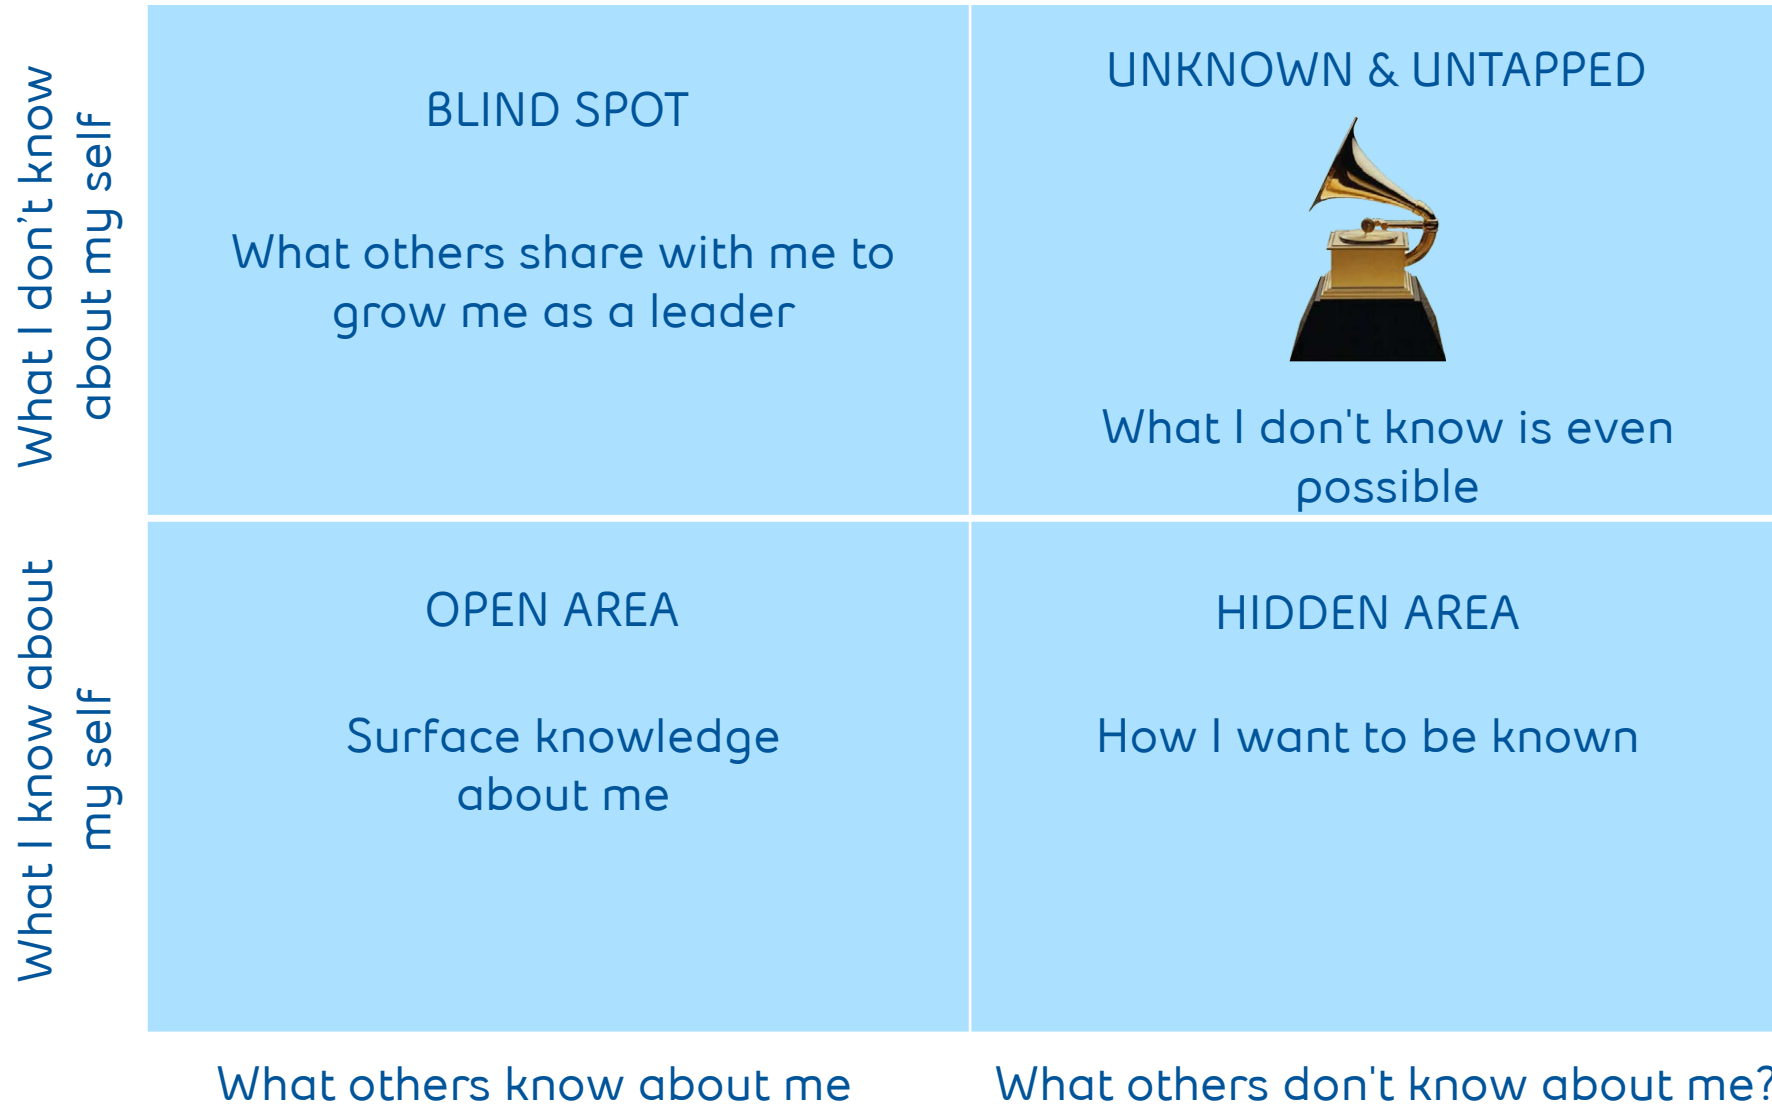 What I don't know
about my self
BLIND SPOT
What others share with me to
grow me as a leader
UNKNOWN & UNTAPPED
What I don't know is even
possible
What I know about
my self
OPEN AREA
Surface knowledge
about me
HIDDEN AREA
How I want to be known
What others know about me
What others don't know about me?